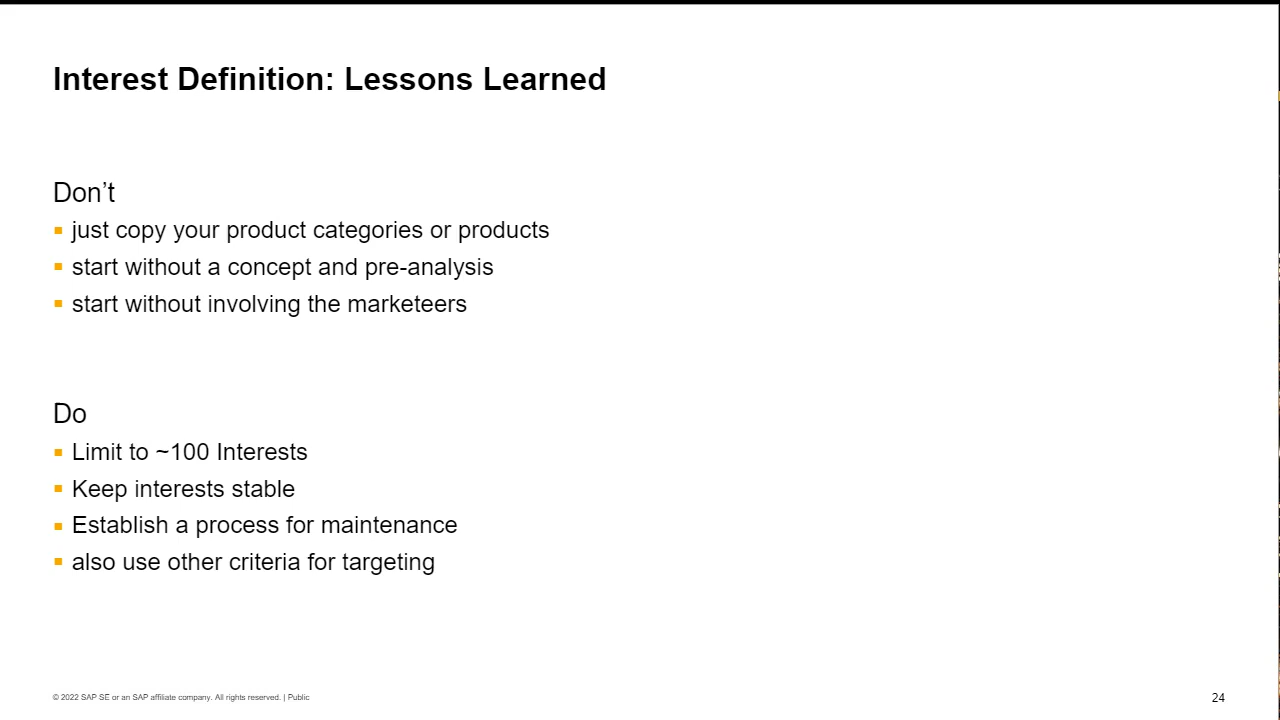 Interest Definition: Lessons Learned
Don’t
just copy your product categories or products
start without a concept and pre-analysis
start without involving the marketeers
Do
Limit to ~100 Interests
Keep interests stable
Establish a process for maintenance
also use other criteria for targeting
© 2022 SAP SE or an SAP affiliate company. All rights reserved. | Public
24